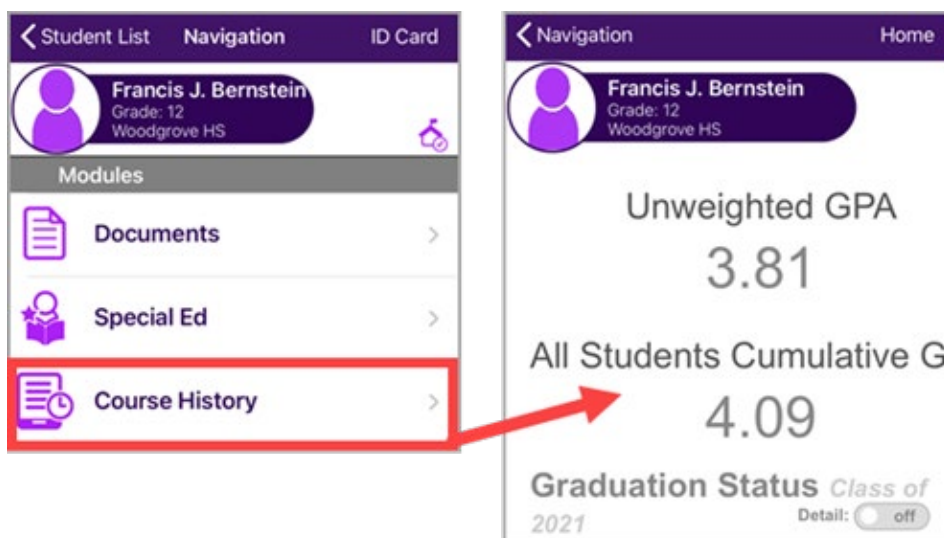 Student List Navigation ID Card
Francis J. Bernstein
Grade: 12
Woodgrove HS
Modules
Documents
Special Ed
Course History
Navigation Home
Francis J. Bernstein
Grade: 12
Woodgrove HS
Unweighted GPA
3.81
All Students Cumulative G
4.09
Graduation Status Class of
2021 Detail: off